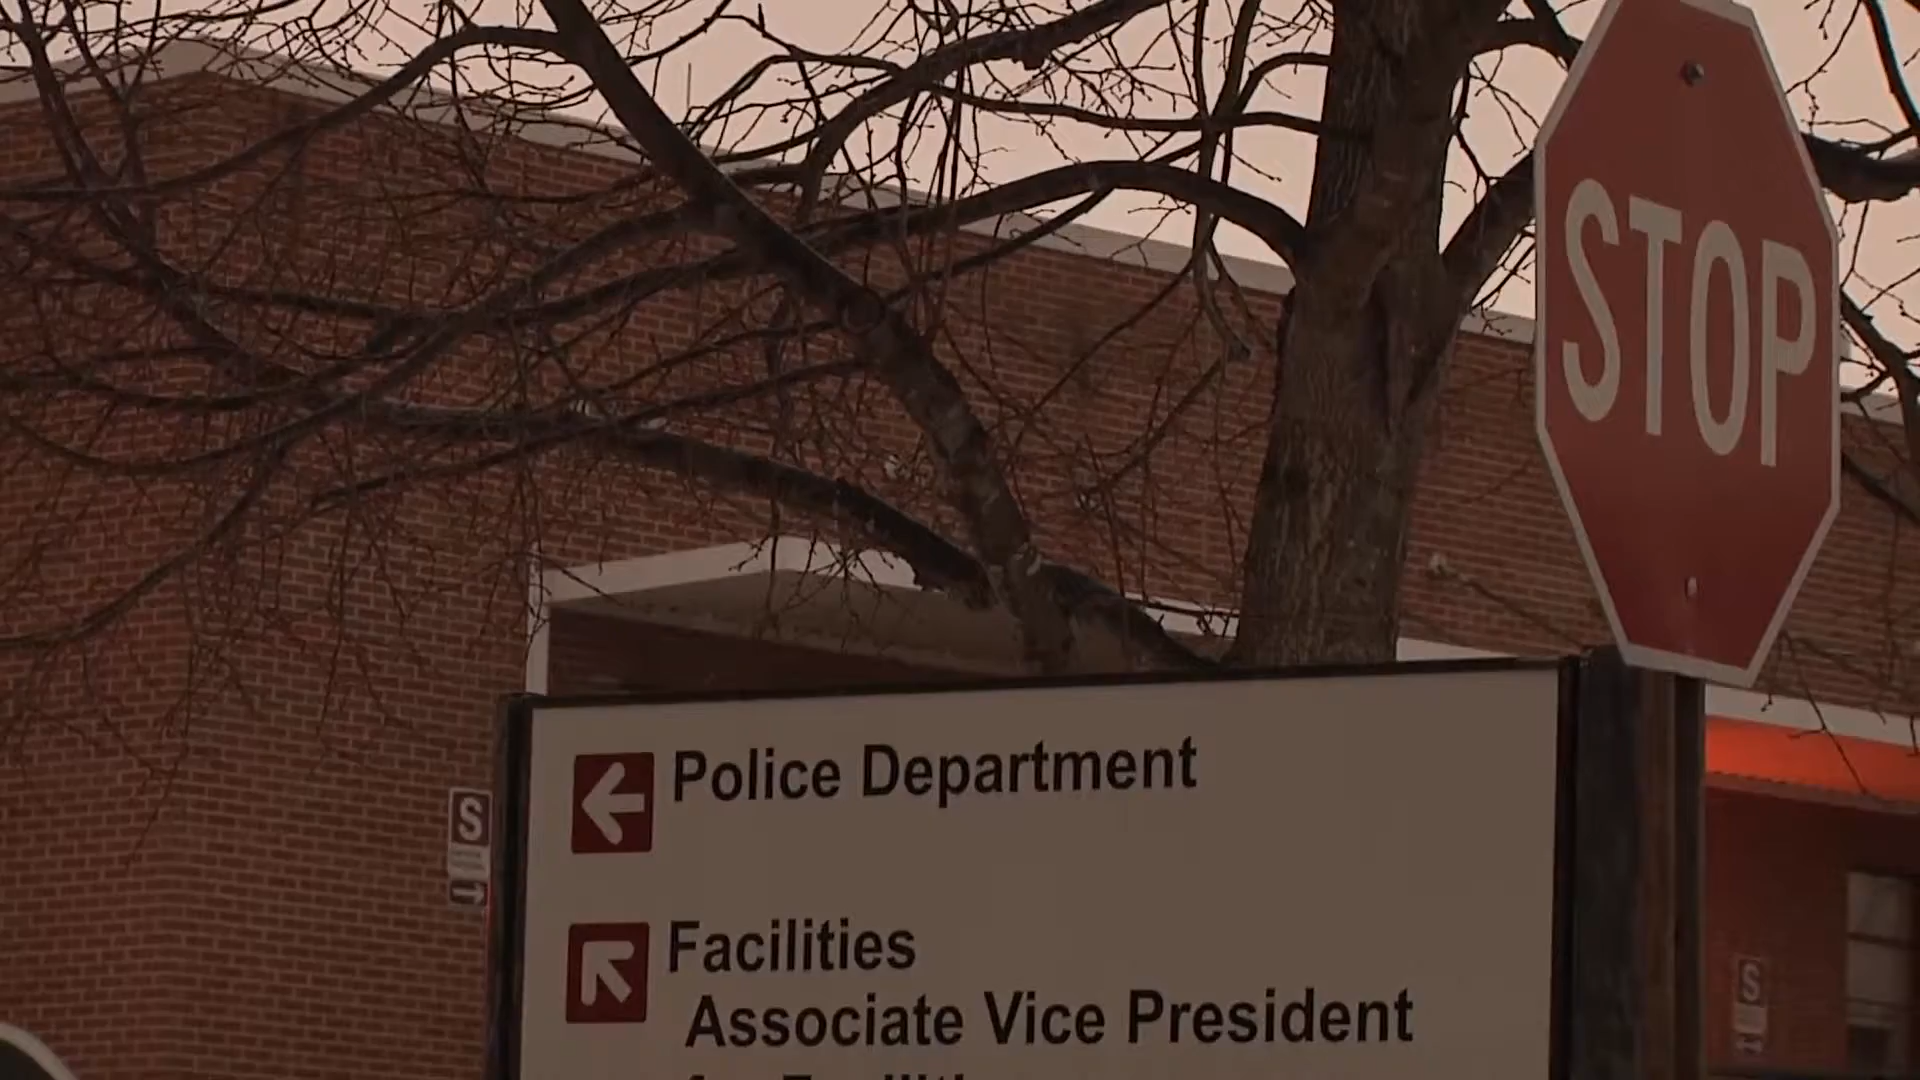 STOP
Police Department
Facilities
Associate Vice President
S
S